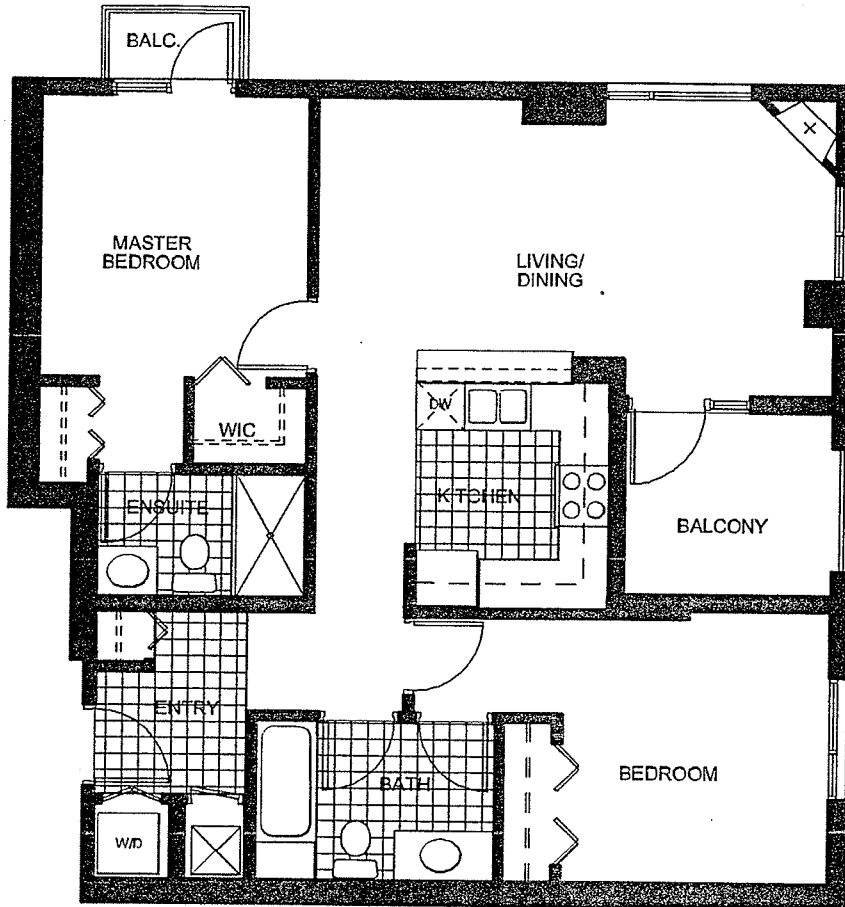 BALC.
MASTER
BEDROOM
LIVING/
DINING
DW
WIC
KITCHEN
ENSUITE
BALCONY
ENTRY
BEDROOM
BATH
W/D